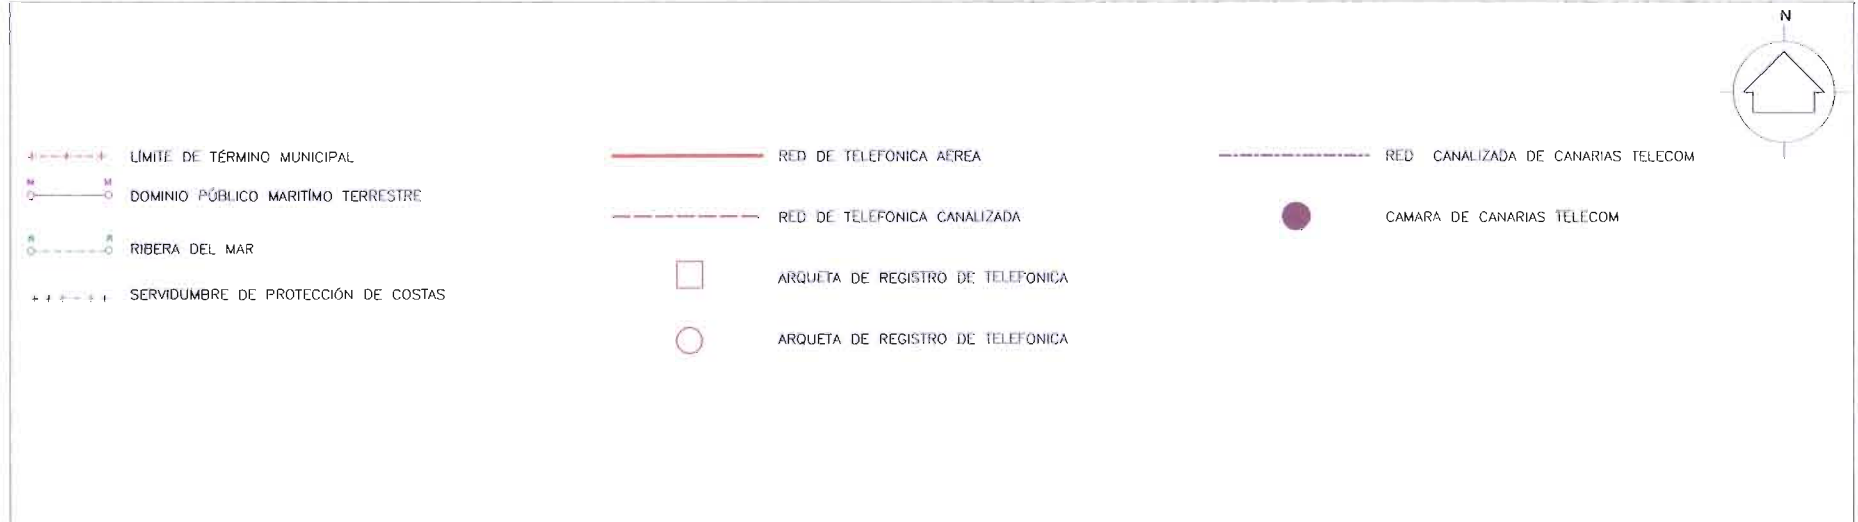 N
LÍMITE DE TÉRMINO MUNICIPAL
M M
DOMINIO PÚBLICO MARITÍMO TERRESTRE
R R
RIBERA DEL MAR
SERVIDUMBRE DE PROTECCIÓN DE COSTAS
RED DE TELEFONICA AEREA
RED DE TELEFONICA CANALIZADA
ARQUETA DE REGISTRO DE TELEFONICA
ARQUETA DE REGISTRO DE TELEFONICA
RED CANALIZADA DE CANARIAS TELECOM
CAMARA DE CANARIAS TELECOM